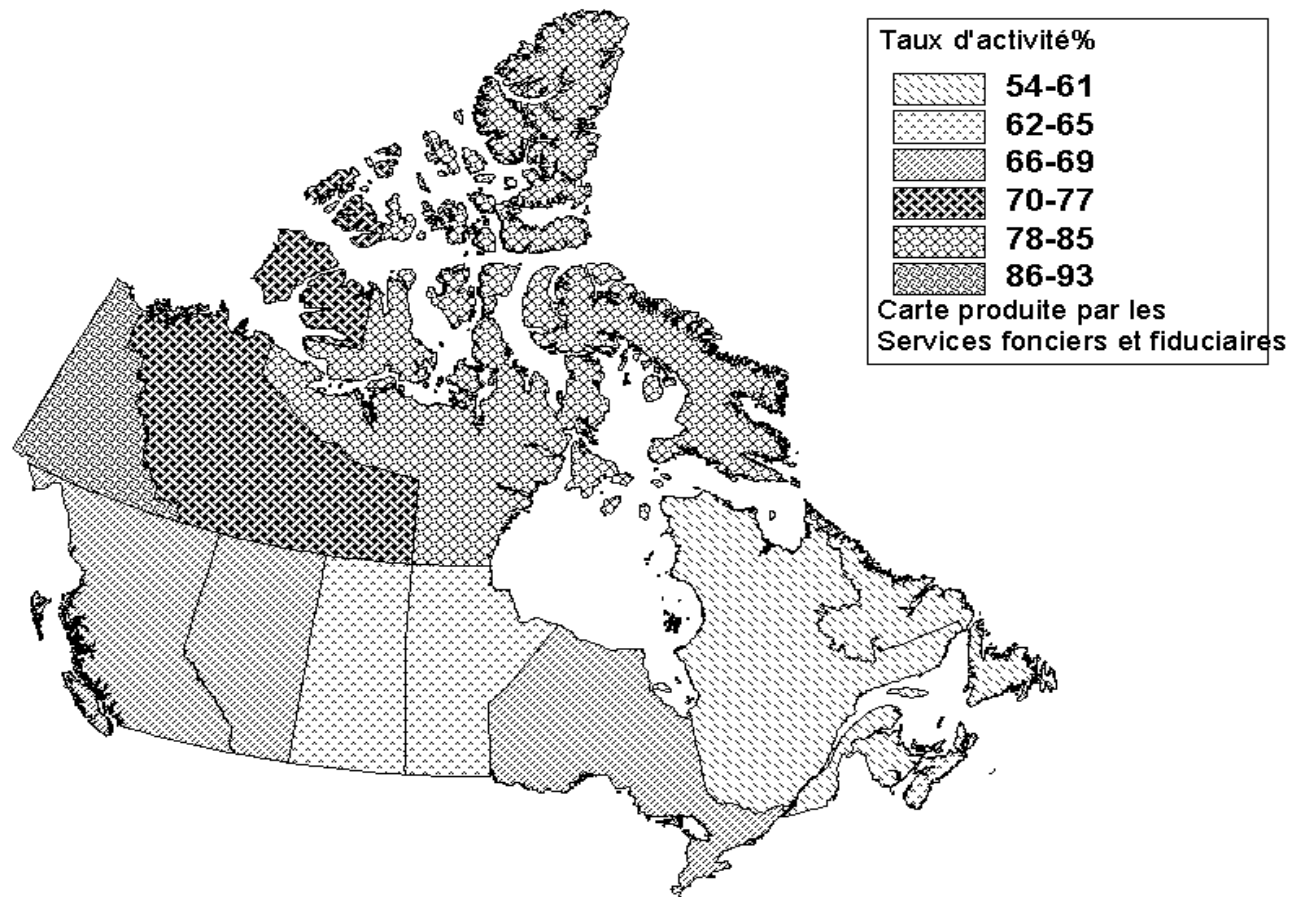 Taux d'activité%
54-61
62-65
66-69
70-77
78-85
86-93
Carte produite par les
Services fonciers et fiduciaires